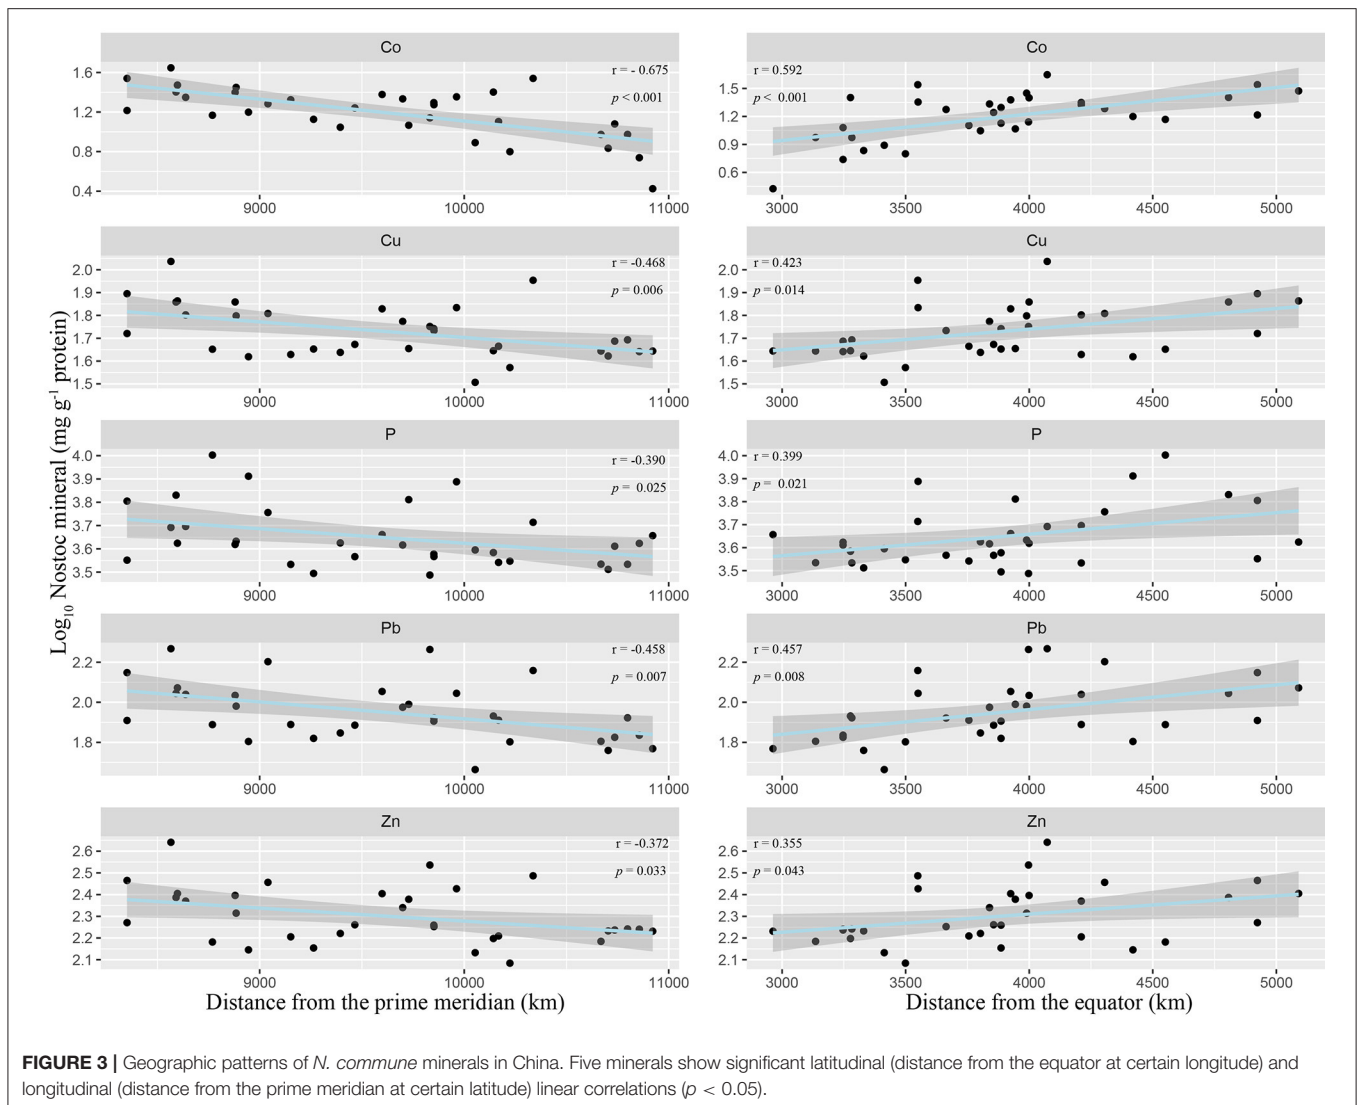 Co
r = - 0.675
p < 0.001
1.6
1.2
0.8
0.4
9000
10000
11000
Co
r = 0.592
p < 0.001
1.5
1.2
0.9
0.6
3000
3500
4000
4500
5000
Cu
r = -0.468
p = 0.006
2.0
1.9
1.8
1.7
1.6
1.5
9000
10000
11000
Cu
r = 0.423
p = 0.014
2.0
1.9
1.8
1.7
1.6
1.5
3000
3500
4000
4500
5000
P
r = -0.390
p = 0.025
4.0
3.9
3.8
3.7
3.6
3.5
9000
10000
11000
P
r = 0.399
p = 0.021
4.0
3.9
3.8
3.7
3.6
3.5
3000
3500
4000
4500
5000
Pb
r = -0.458
p = 0.007
2.2
2.0
1.8
9000
10000
11000
Pb
r = 0.457
p = 0.008
2.2
2.0
1.8
3000
3500
4000
4500
5000
Zn
r = -0.372
p = 0.033
2.6
2.5
2.4
2.3
2.2
2.1
9000
10000
11000
Zn
r = 0.355
p = 0.043
2.6
2.5
2.4
2.3
2.2
2.1
3000
3500
4000
4500
5000
Log₁₀ Nostoc mineral (mg g⁻¹ protein)
Distance from the prime meridian (km)
Distance from the equator (km)
FIGURE 3 | Geographic patterns of N. commune minerals in China. Five minerals show significant latitudinal (distance from the equator at certain longitude) and
longitudinal (distance from the prime meridian at certain latitude) linear correlations (p < 0.05).